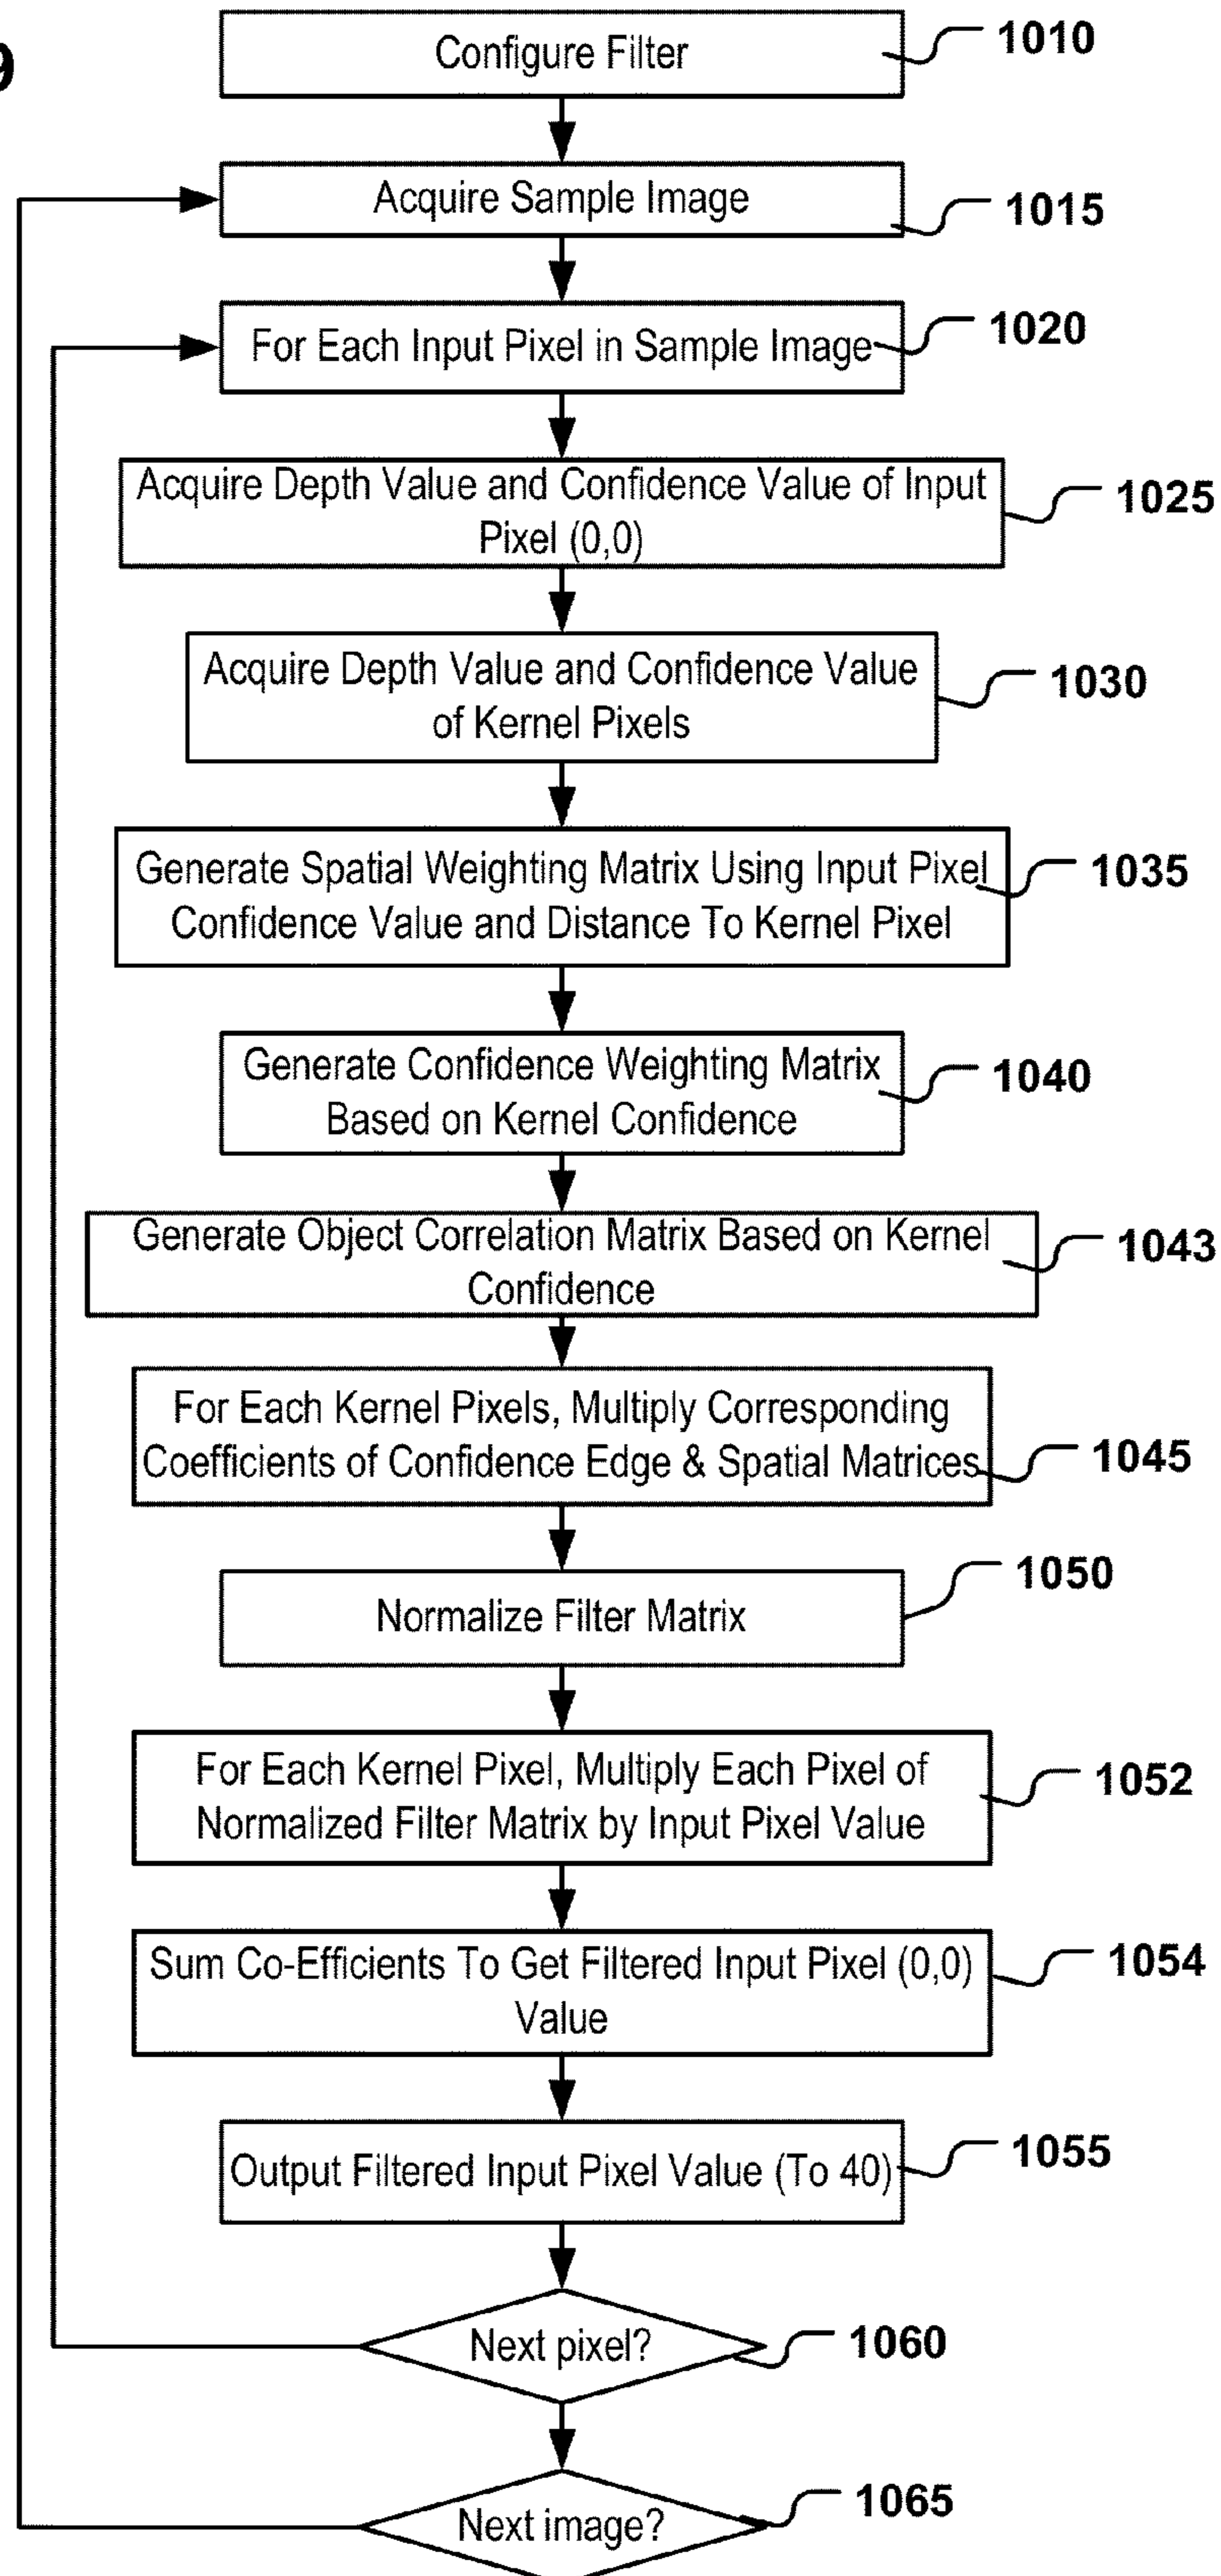 9
Configure Filter
1010
Acquire Sample Image
1015
For Each Input Pixel in Sample Image
1020
Acquire Depth Value and Confidence Value of Input
Pixel (0,0)
1025
Acquire Depth Value and Confidence Value
of Kernel Pixels
1030
Generate Spatial Weighting Matrix Using Input Pixel
Confidence Value and Distance To Kernel Pixel
1035
Generate Confidence Weighting Matrix
Based on Kernel Confidence
1040
Generate Object Correlation Matrix Based on Kernel
Confidence
1043
For Each Kernel Pixels, Multiply Corresponding
Coefficients of Confidence Edge & Spatial Matrices
1045
Normalize Filter Matrix
1050
For Each Kernel Pixel, Multiply Each Pixel of
Normalized Filter Matrix by Input Pixel Value
1052
Sum Co-Efficients To Get Filtered Input Pixel (0,0)
Value
1054
Output Filtered Input Pixel Value (To 40)
1055
Next pixel?
1060
Next image?
1065